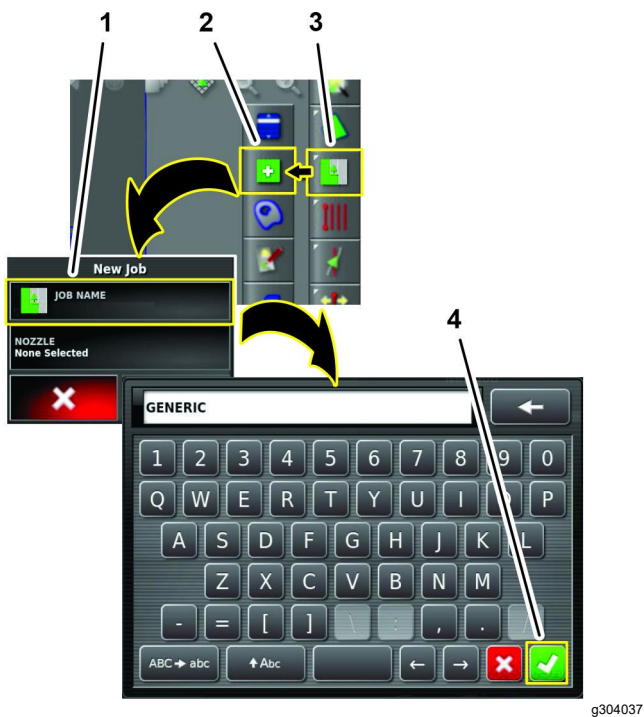 1
2
3
New Job
JOB NAME
NOZZLE
None Selected
4
GENERIC
1 2 3 4 5 6 7 8 9 0
Q W E R T Y U I O P
A S D F G H J K L
Z X C V B N M
- = [ ] \ : , . /
ABC → abc ⬆ Abc ← →
g304037